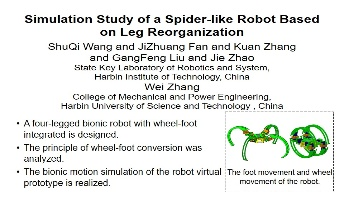 Simulation Study of a Spider-like Robot Based
on Leg Reorganization
ShuQi Wang and JiZhuang Fan and Kuan Zhang
and GangFeng Liu and Jie Zhao
State Key Laboratory of Robotics and System,
Harbin Institute of Technology, China
Wei Zhang
College of Mechanical and Power Engineering,
Harbin University of Science and Technology , China
• A four-legged bionic robot with wheel-foot
integrated is designed.
• The principle of wheel-foot conversion was
analyzed.
• The bionic motion simulation of the robot virtual
prototype is realized.
The foot movement and wheel
movement of the robot.